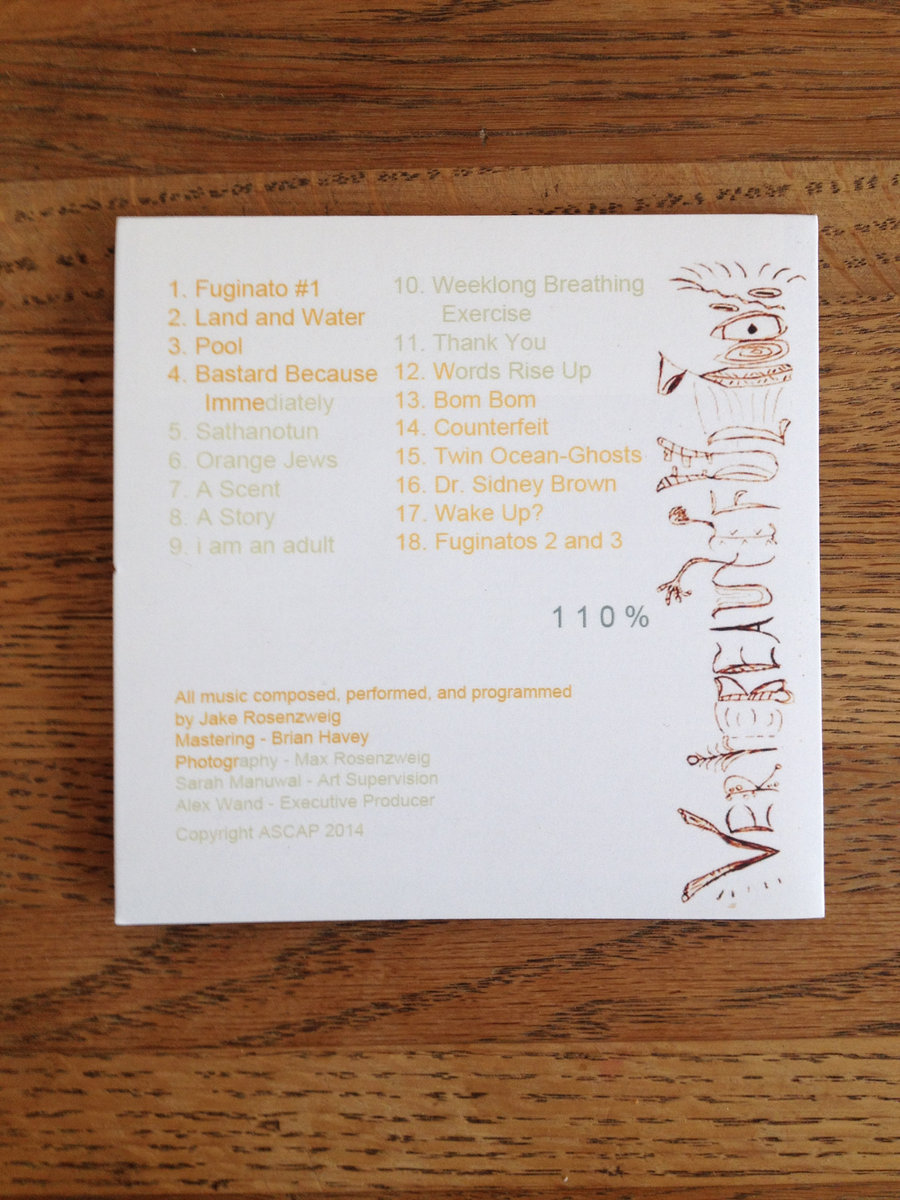 1. Fuginato #1
2. Land and Water
3. Pool
4. Bastard Because
Immediately
5. Sathanotun
6. Orange Jews
7. A Scent
8. A Story
9. i am an adult
10. Weeklong Breathing
Exercise
11. Thank You
12. Words Rise Up
13. Bom Bom
14. Counterfeit
15. Twin Ocean-Ghosts
16. Dr. Sidney Brown
17. Wake Up?
18. Fuginatos 2 and 3
110%
All music composed, performed, and programmed
by Jake Rosenzweig
Mastering - Brian Havey
Photography - Max Rosenzweig
Sarah Manuwal - Art Supervision
Alex Wand - Executive Producer
Copyright ASCAP 2014